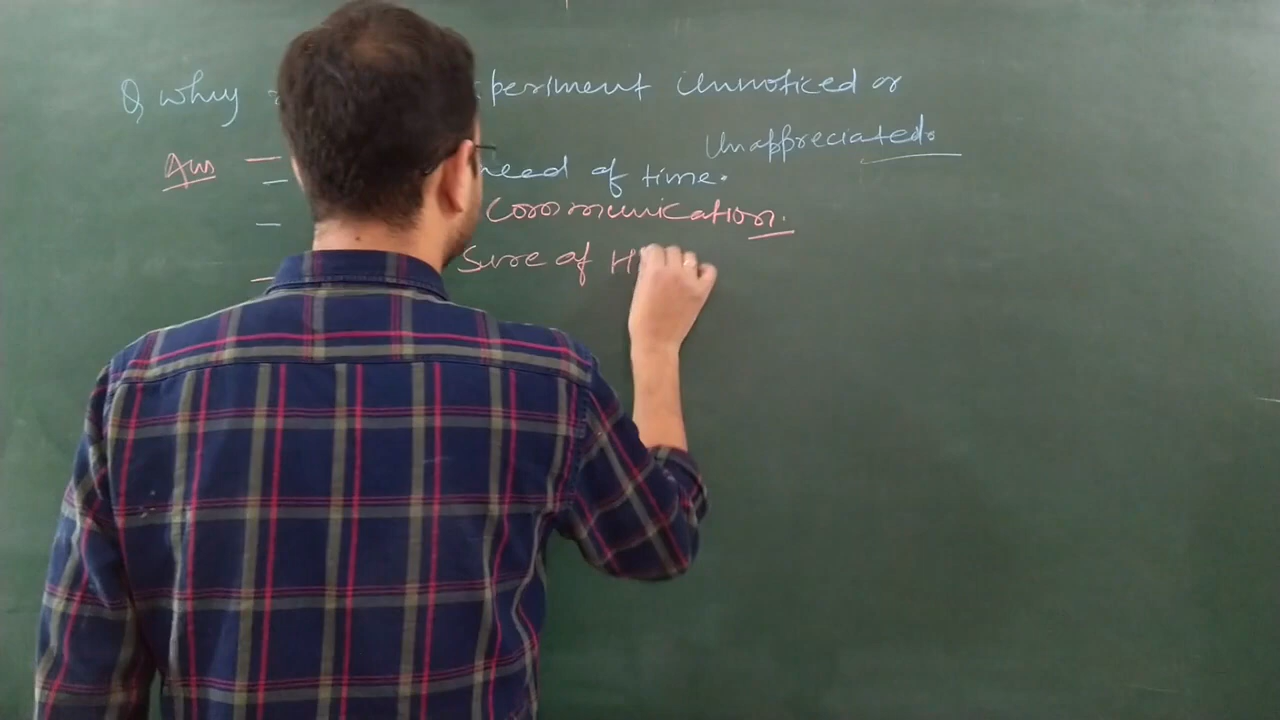 Q, why periment unnoticed or
unappreciated.
Ans - need of time.
- Communication.
- sure of H